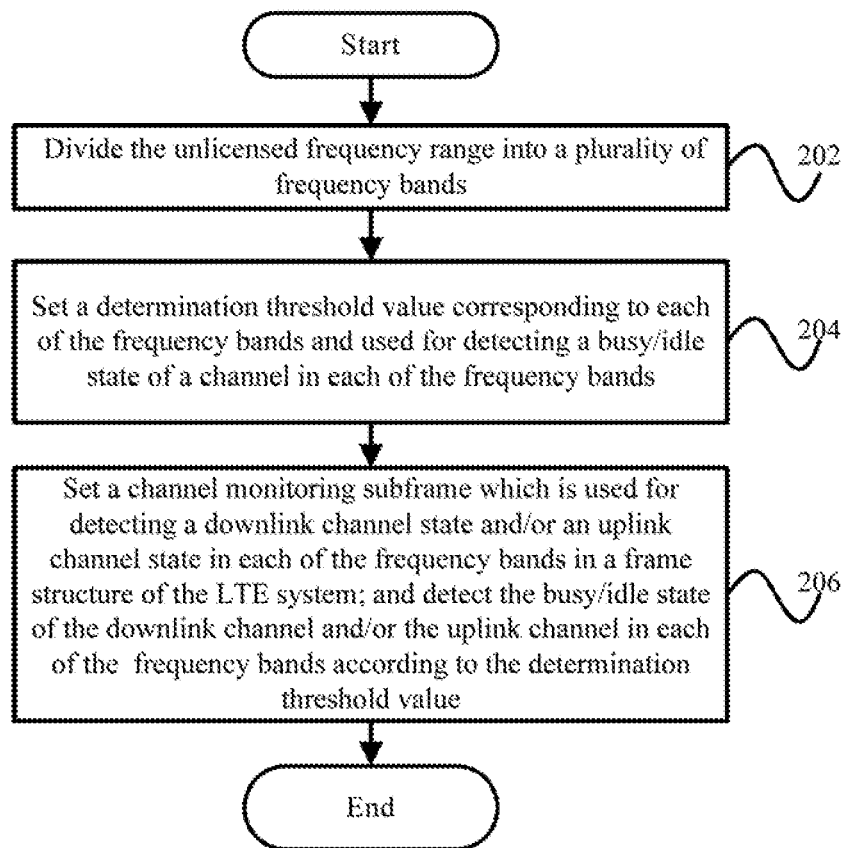 Start
Divide the unlicensed frequency range into a plurality of
frequency bands
202
Set a determination threshold value corresponding to each
of the frequency bands and used for detecting a busy/idle
state of a channel in each of the frequency bands
204
Set a channel monitoring subframe which is used for
detecting a downlink channel state and/or an uplink
channel state in each of the frequency bands in a frame
structure of the LTE system; and detect the busy/idle state
of the downlink channel and/or the uplink channel in each
of the frequency bands according to the determination
threshold value
206
End